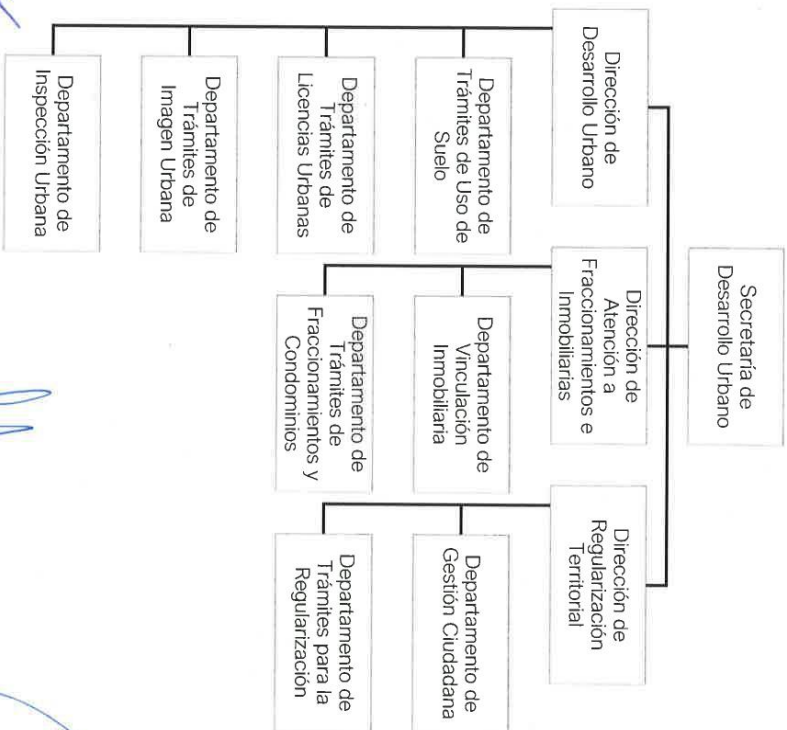 Secretaría de
Desarrollo Urbano
Dirección de
Desarrollo Urbano
Departamento de
Trámites de Uso de
Suelo
Departamento de
Trámites de
Licencias Urbanas
Departamento de
Trámites de
Imagen Urbana
Departamento de
Inspección Urbana
Dirección de
Atención a
Fraccionamientos e
Inmobiliarias
Departamento de
Vinculación
Inmobiliaria
Departamento de
Trámites de
Fraccionamientos y
Condominios
Dirección de
Regularización
Territorial
Departamento de
Gestión Ciudadana
Departamento de
Trámites para la
Regularización